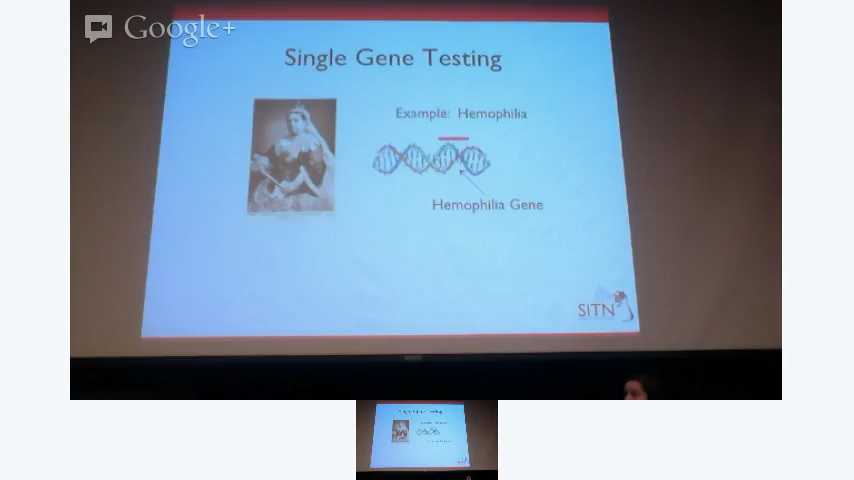 Google+
Single Gene Testing
Example: Hemophilia
Hemophilia Gene
SITN